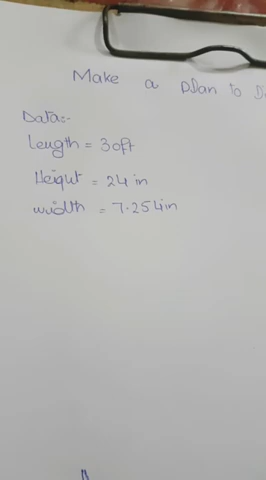 Make a plan to
Data:-
Length = 30ft
Height = 24 in
width = 7.254in